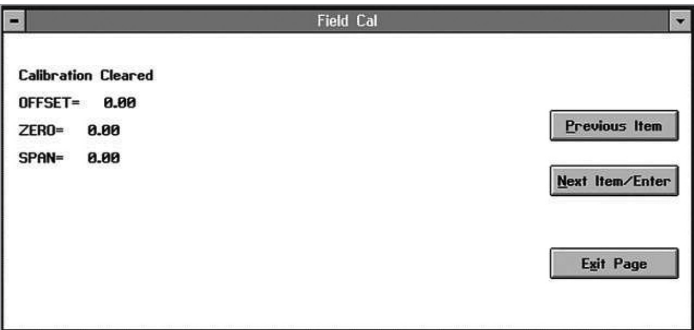 Field Cal
Calibration Cleared
OFFSET= 0.00
ZERO= 0.00
SPAN= 0.00
Previous Item
Next Item/Enter
Exit Page